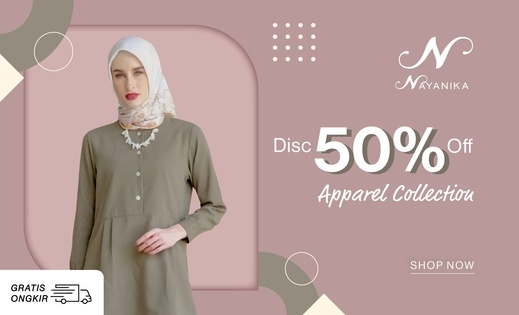 N
NAYANIKA
Disc 50% Off
Apparel Collection
SHOP NOW
GRATIS
ONGKIR